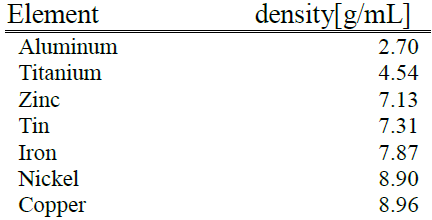 Element density[g/mL]
Aluminum 2.70
Titanium 4.54
Zinc 7.13
Tin 7.31
Iron 7.87
Nickel 8.90
Copper 8.96